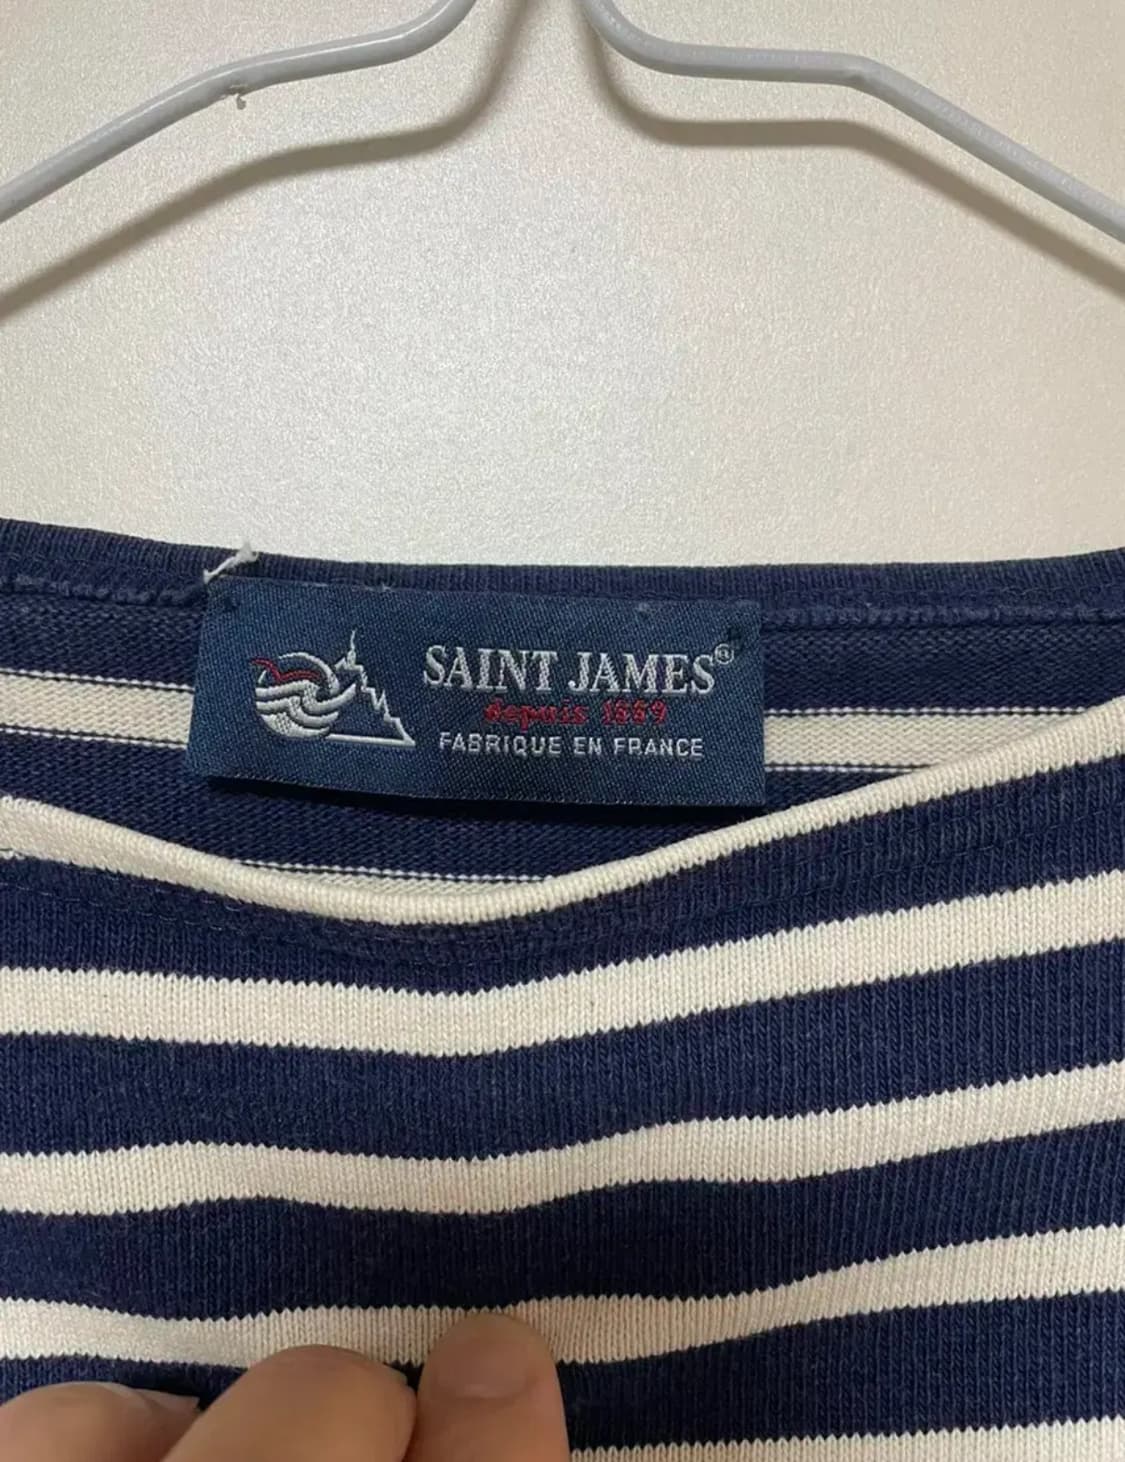 SAINT JAMES®
depuis 1889
FABRIQUE EN FRANCE